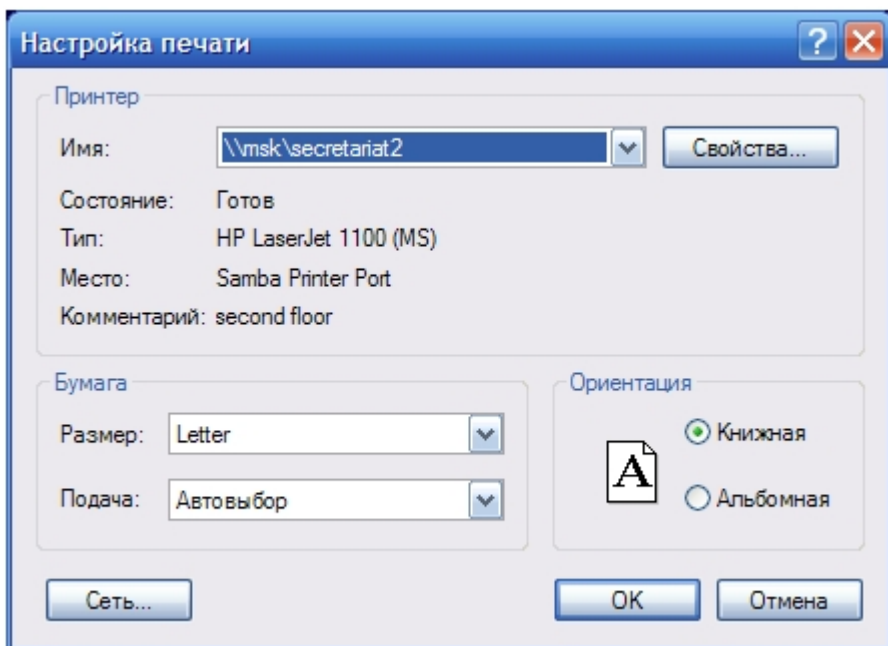 Настройка печати
Принтер
Имя: \\msk\secretariat2 Свойства...
Состояние: Готов
Тип: HP LaserJet 1100 (MS)
Место: Samba Printer Port
Комментарий: second floor
Бумага
Размер: Letter
Подача: Автовыбор
Ориентация
A
Книжная
Альбомная
Сеть...
OK
Отмена